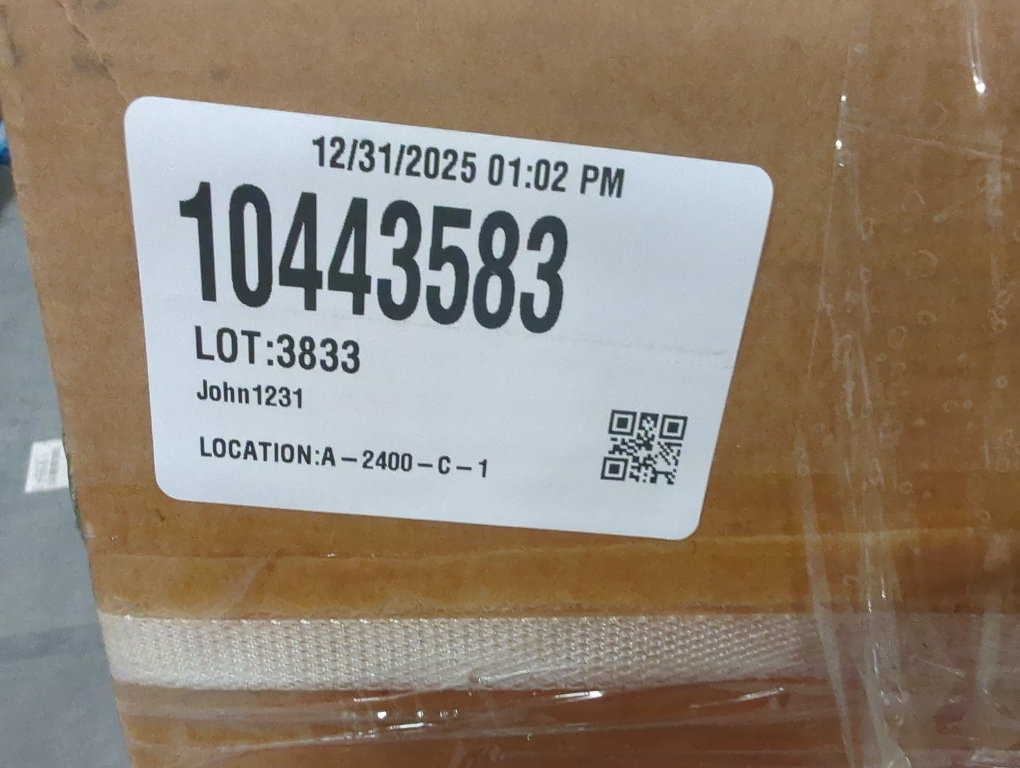 12/31/2025 01:02 PM
10443583
LOT:3833
John1231
LOCATION:A-2400-C-1